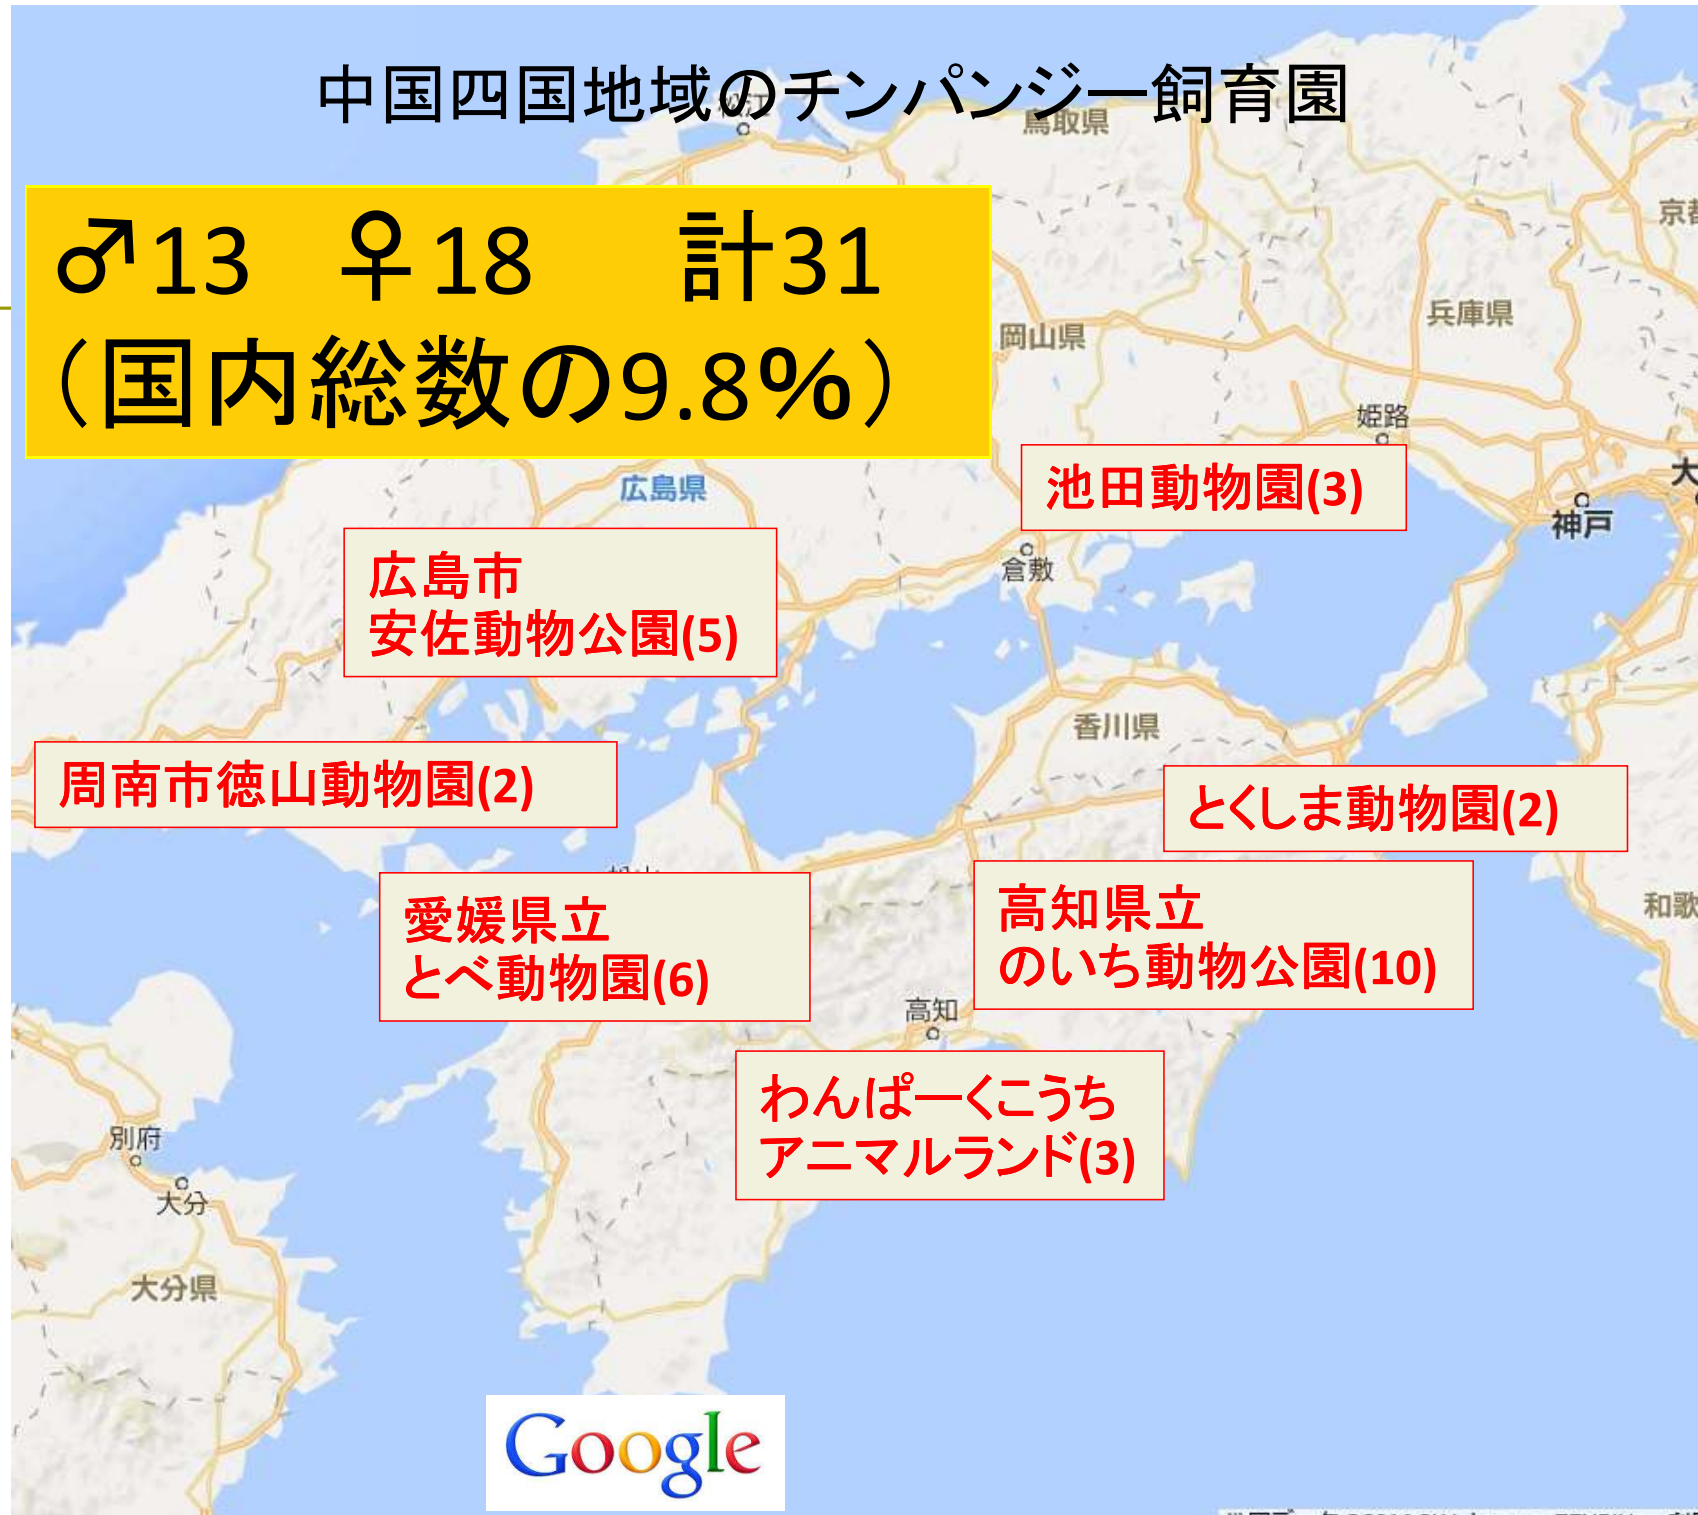 中国四国地域のチンパンジー飼育園
鳥取県
京都
♂13 ♀18 計31
(国内総数の9.8%)
兵庫県
岡山県
姫路
広島県
池田動物園(3)
神戸
倉敷
広島市
安佐動物公園(5)
香川県
周南市徳山動物園(2)
とくしま動物園(2)
愛媛県立
とべ動物園(6)
高知県立
のいち動物公園(10)
和歌
高知
わんぱーくこうち
アニマルランド(3)
別府
大分
大分県
Google